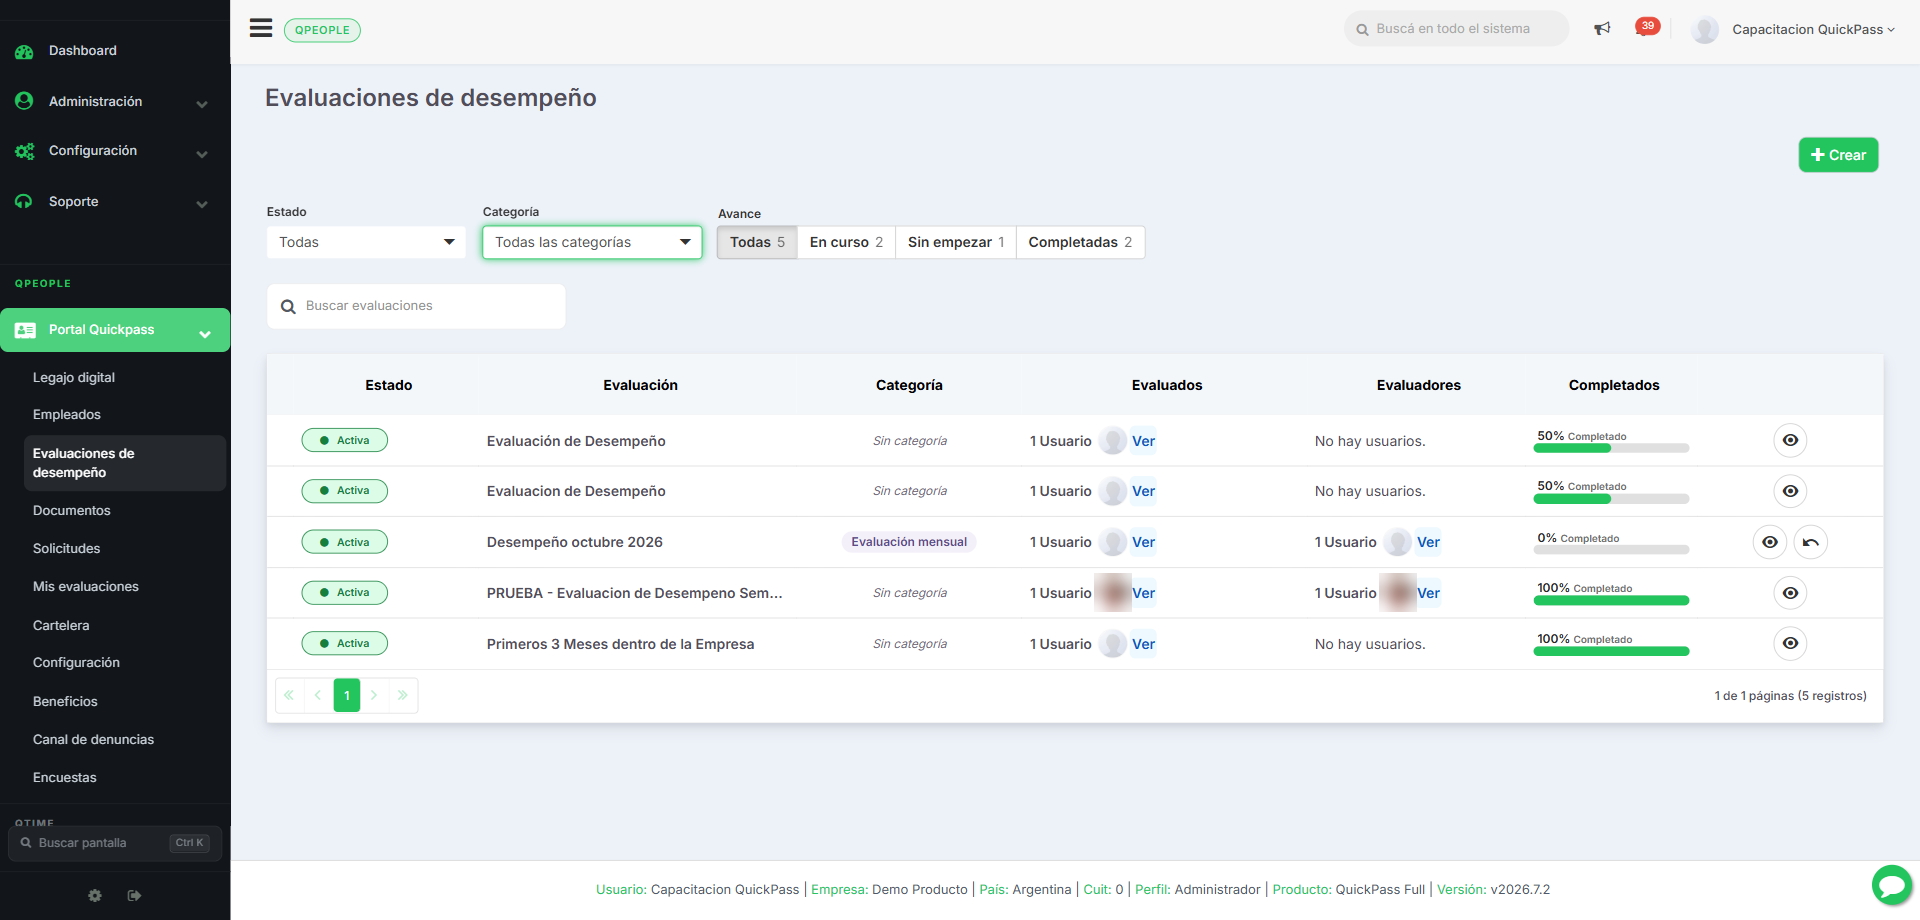 Dashboard
Administración
Configuración
Soporte
QPEOPLE
Portal Quickpass
Legajo digital
Empleados
Evaluaciones de
desempeño
Documentos
Solicitudes
Mis evaluaciones
Cartelera
Configuración
Beneficios
Canal de denuncias
Encuestas
QTIME
Buscar pantalla Ctrl K
QPEOPLE
Buscá en todo el sistema
39
Capacitacion QuickPass
Evaluaciones de desempeño
Crear
Estado Categoría Avance
Todas Todas las categorías Todas 5 En curso 2 Sin empezar 1 Completadas 2
Buscar evaluaciones
Estado Evaluación Categoría Evaluados Evaluadores Completados
Activa Evaluación de Desempeño Sin categoría 1 Usuario Ver No hay usuarios. 50% Completado
Activa Evaluacion de Desempeño Sin categoría 1 Usuario Ver No hay usuarios. 50% Completado
Activa Desempeño octubre 2026 Evaluación mensual 1 Usuario Ver 1 Usuario Ver 0% Completado
Activa PRUEBA - Evaluacion de Desempeno Sem... Sin categoría 1 Usuario Ver 1 Usuario Ver 100% Completado
Activa Primeros 3 Meses dentro de la Empresa Sin categoría 1 Usuario Ver No hay usuarios. 100% Completado
« ‹ 1 › »
1 de 1 páginas (5 registros)
Usuario: Capacitacion QuickPass | Empresa: Demo Producto | País: Argentina | Cuit: 0 | Perfil: Administrador | Producto: QuickPass Full | Versión: v2026.7.2